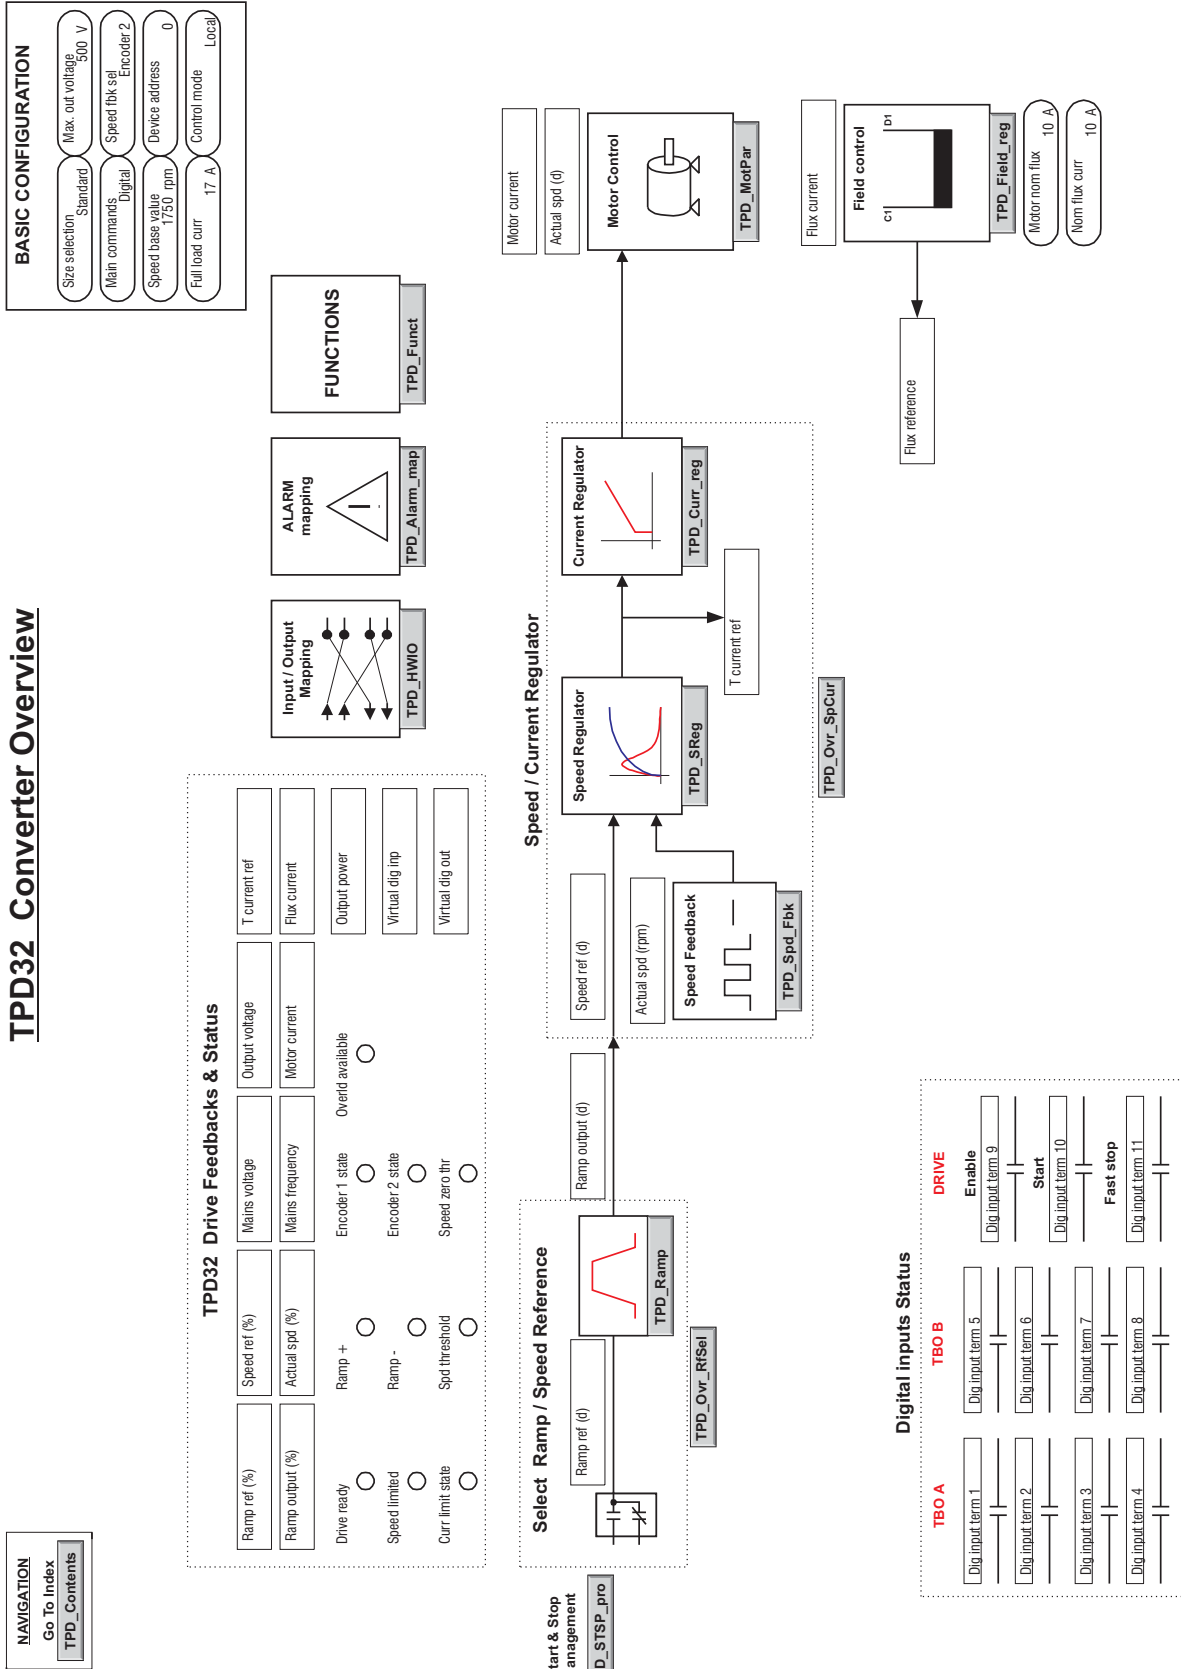 TPD32  Converter Overview
NAVIGATION
Go To Index
TPD_Contents
BASIC CONFIGURATION
Size selection
Standard
Max. out voltage
500 V
Main commands
Digital
Speed fbk sel
Encoder 2
Speed base value
1750 rpm
Device address
0
Full load curr
17 A
Control mode
Local
TPD32  Drive Feedbacks & Status
Ramp ref (%)
Speed ref (%)
Mains voltage
Output voltage
T current ref
Ramp output (%)
Actual spd (%)
Mains frequency
Motor current
Flux current
Drive ready
Ramp +
Encoder 1 state
Overld available
Output power
Speed limited
Ramp -
Encoder 2 state
Virtual dig inp
Curr limit state
Spd threshold
Speed zero thr
Virtual dig out
Input / Output
Mapping
TPD_HWIO
ALARM
mapping
TPD_Alarm_map
FUNCTIONS
TPD_Funct
tart & Stop
anagement
D_STSP_pro
Select  Ramp / Speed Reference
Ramp ref (d)
TPD_Ramp
TPD_Ovr_RfSel
Ramp output (d)
Speed / Current Regulator
Speed ref (d)
Actual spd (rpm)
Speed Feedback
TPD_Spd_Fbk
Speed Regulator
TPD_SReg
T current ref
Current Regulator
TPD_Curr_reg
TPD_Ovr_SpCur
Motor current
Actual spd (d)
Motor Control
TPD_MotPar
Flux reference
Flux current
Field control
C1
D1
TPD_Field_reg
Motor nom flux
10 A
Nom flux curr
10 A
Digital inputs Status
TBO A
TBO B
DRIVE
Enable
Dig input term 1
Dig input term 5
Dig input term 9
Start
Dig input term 2
Dig input term 6
Dig input term 10
Fast stop
Dig input term 3
Dig input term 7
Dig input term 4
Dig input term 8
Dig input term 11